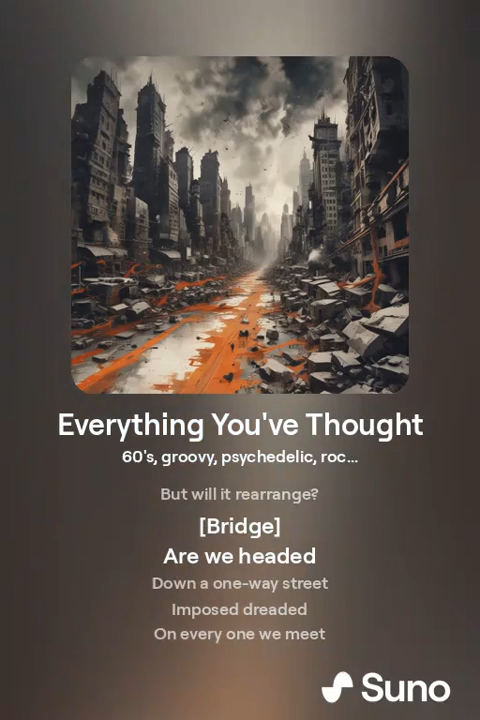 Everything You've Thought
60's, groovy, psychedelic, roc...
But will it rearrange?
[Bridge]
Are we headed
Down a one-way street
Imposed dreaded
On every one we meet
Suno